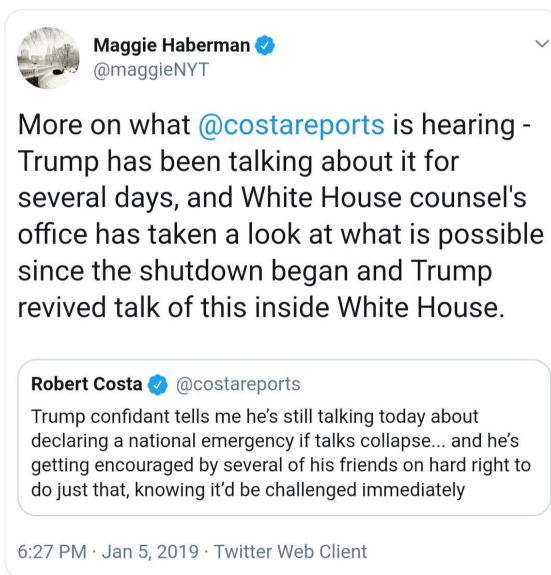 Maggie Haberman
@maggieNYT
More on what @costareports is hearing -
Trump has been talking about it for
several days, and White House counsel's
office has taken a look at what is possible
since the shutdown began and Trump
revived talk of this inside White House.
Robert Costa @costareports
Trump confidant tells me he's still talking today about
declaring a national emergency if talks collapse... and he's
getting encouraged by several of his friends on hard right to
do just that, knowing it'd be challenged immediately
6:27 PM · Jan 5, 2019 · Twitter Web Client